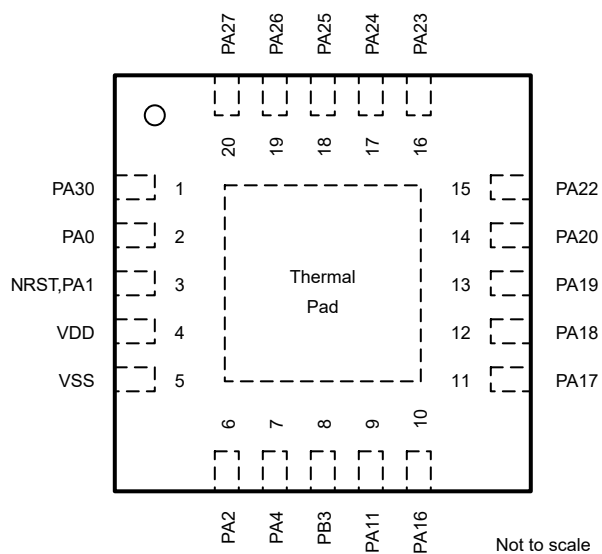 PA27
PA26
PA25
PA24
PA23
20
19
18
17
16
PA30
1
15
PA22
PA0
2
14
PA20
NRST,PA1
3
Thermal
Pad
13
PA19
VDD
4
12
PA18
VSS
5
11
PA17
6
7
8
9
10
PA2
PA4
PB3
PA11
PA16
Not to scale